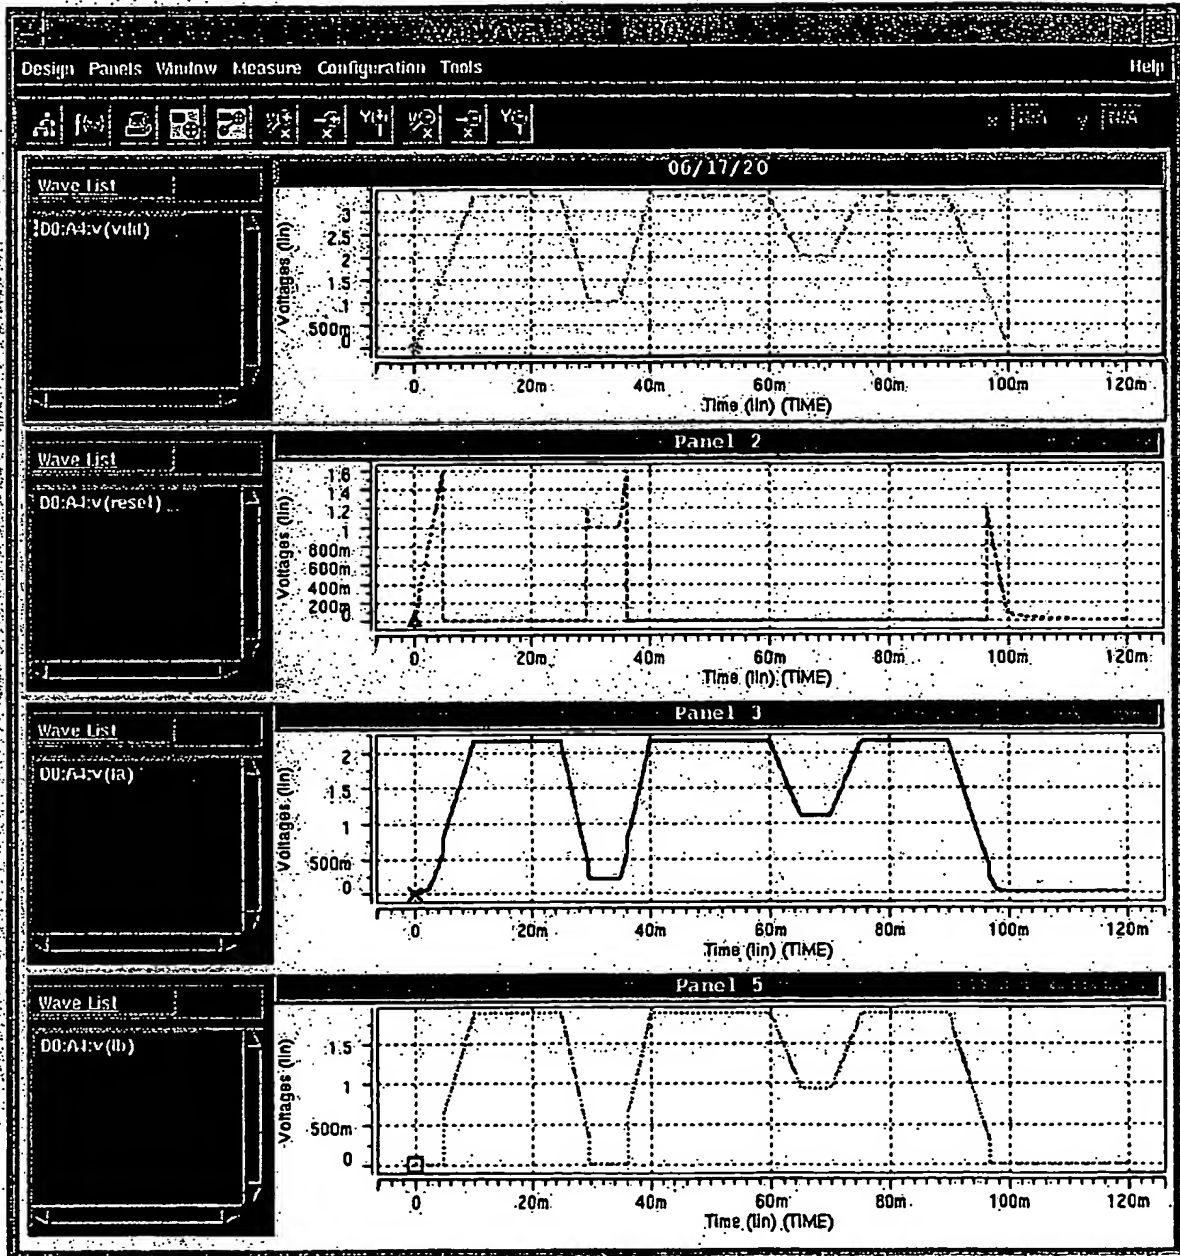 Design Panels Window Measure Configuration Tools Help
06/17/20
Wave List
D0:A4:v(vdd)
Voltages (lin)
3
2.5
2
1.5
1
500m
0
0 20m 40m 60m 80m 100m 120m
Time (lin) (TIME)
Panel 2
Wave List
D0:A4:v(reset)
Voltages (lin)
1.6
1.4
1.2
1
800m
600m
400m
200m
0
0 20m 40m 60m 80m 100m 120m
Time (lin) (TIME)
Panel 3
Wave List
D0:A4:v(ia)
Voltages (lin)
2
1.5
1
500m
0
0 20m 40m 60m 80m 100m 120m
Time (lin) (TIME)
Panel 5
Wave List
D0:A4:v(ib)
Voltages (lin)
1.5
1
500m
0
0 20m 40m 60m 80m 100m 120m
Time (lin) (TIME)